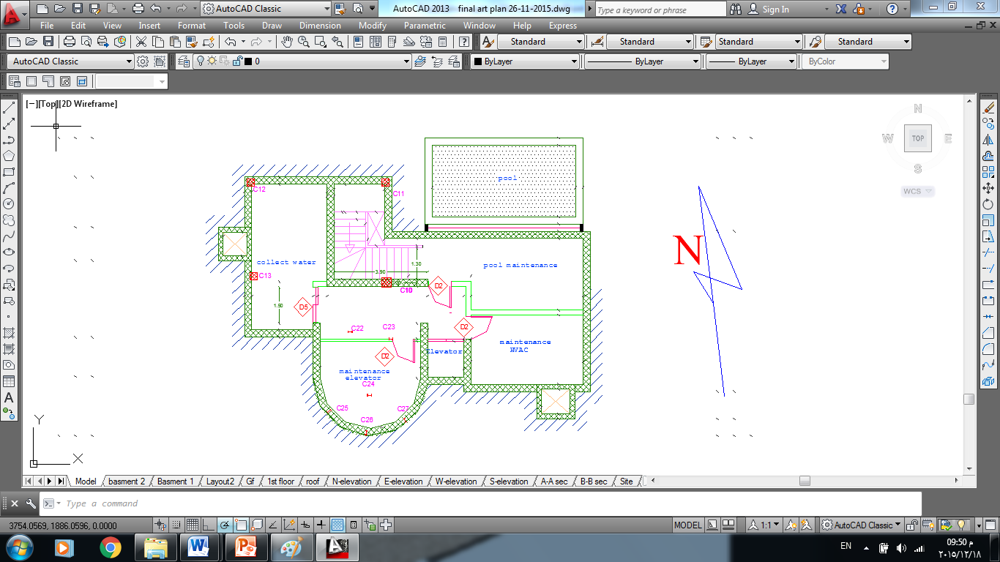 AutoCAD Classic
AutoCAD 2013 final art plan 26-11-2015.dwg
Type a keyword or phrase
Sign In
File Edit View Insert Format Tools Draw Dimension Modify Parametric Window Help Express
Standard Standard Standard Standard
AutoCAD Classic 0 ByLayer ByLayer ByLayer ByColor
[−][Top][2D Wireframe]
N
W TOP E
S
WCS
pool
C12
C11
collect water
1.30
pool maintenance
3.90
C13
D2
C10
1.50
D5
N
C22
C23
D2
maintenance
HVAC
D2
Elevator
maintenance
elevator
C24
C25
C26
C27
Y
X
Model basment 2 Basment 1 Layout2 Gf 1st floor roof N-elevation E-elevation W-elevation S-elevation A-A sec B-B sec Site
Type a command
3754.0569, 1886.0596, 0.0000
MODEL 1:1 AutoCAD Classic
EN
09:50 م
٢٠١٥/١٢/١٨